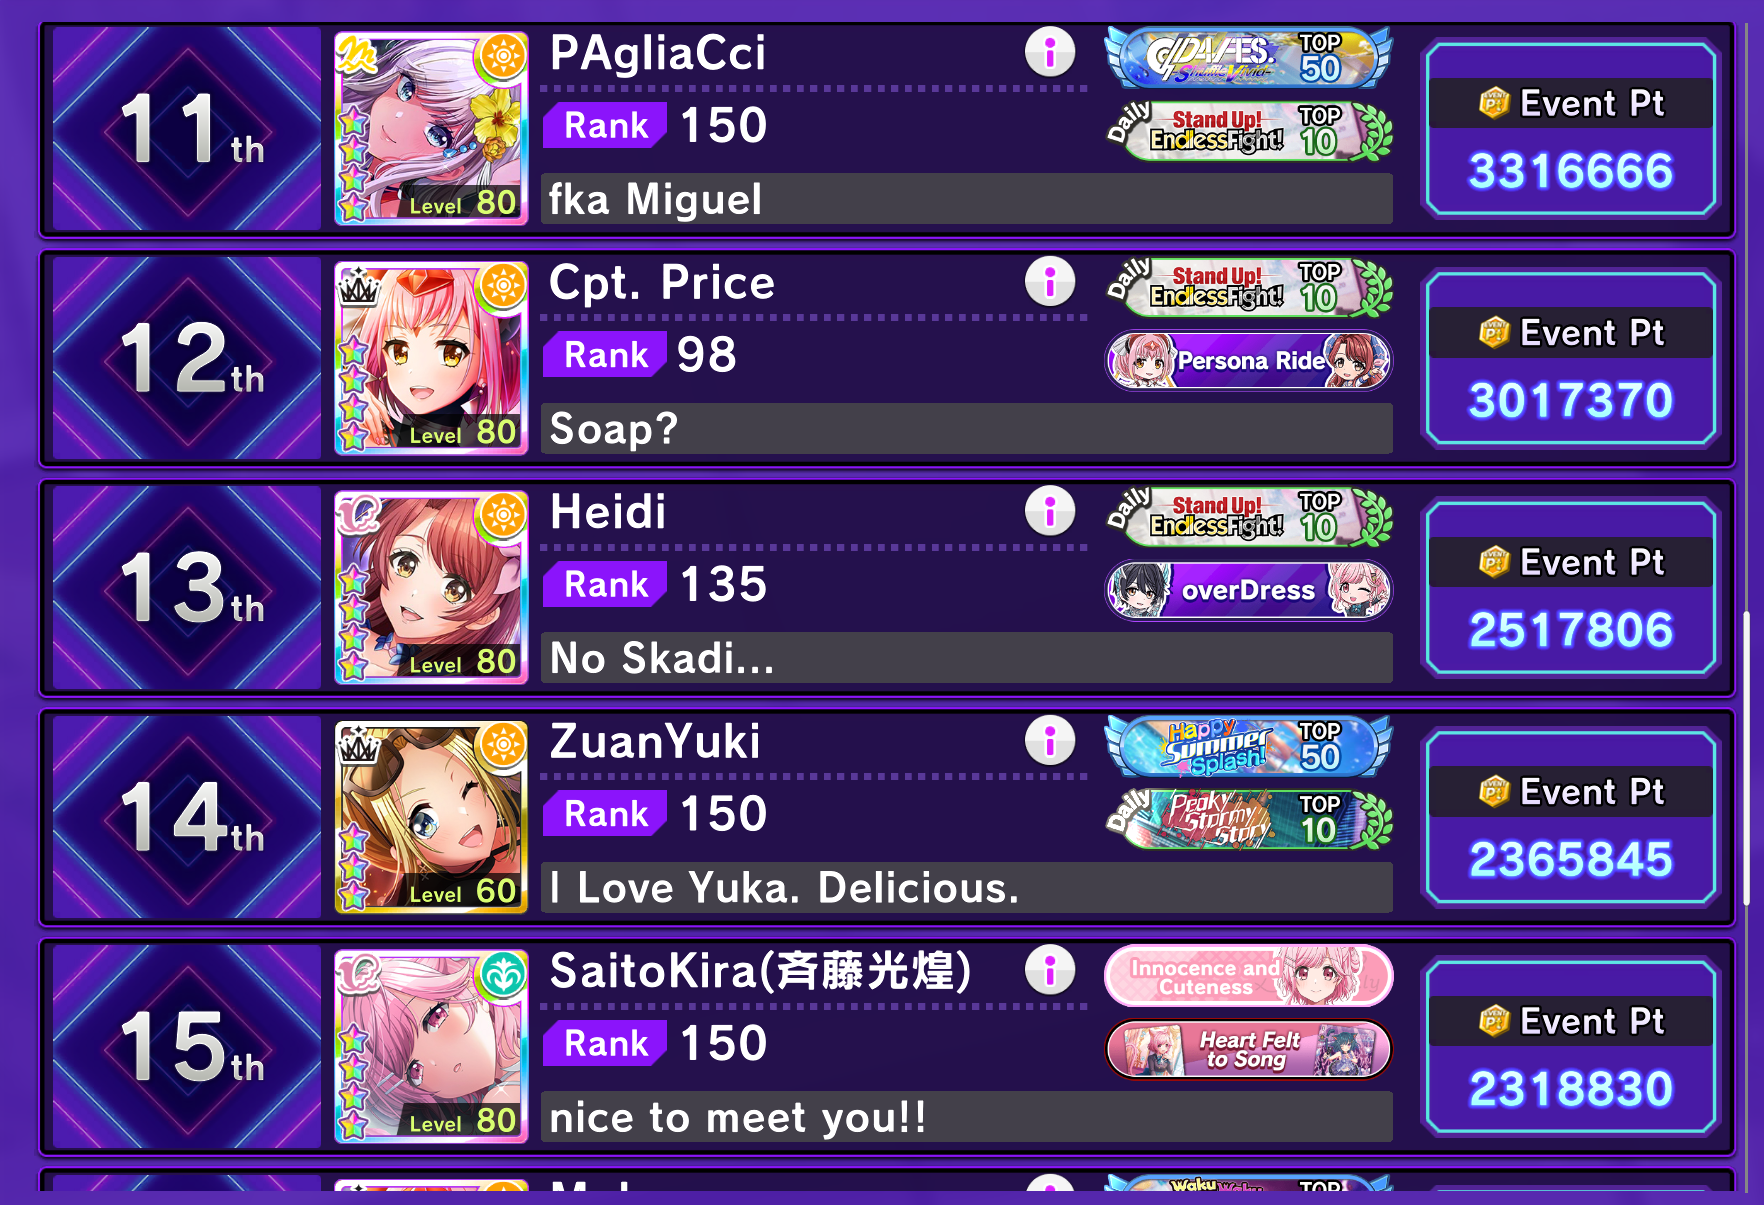 11th
PAgliaCci
Rank 150
fka Miguel
D4 FES.
TOP
50
Daily
Stand Up!
EndlessFight!
TOP
10
Event Pt
3316666
12th
Cpt. Price
Rank 98
Soap?
Daily
Stand Up!
EndlessFight!
TOP
10
Persona Ride
Event Pt
3017370
13th
Heidi
Rank 135
No Skadi...
Daily
Stand Up!
EndlessFight!
TOP
10
overDress
Event Pt
2517806
14th
ZuanYuki
Rank 150
I Love Yuka. Delicious.
Happy
Summer
Splash!
TOP
50
Daily
Peaky
Stormy
Story
TOP
10
Event Pt
2365845
15th
SaitoKira(斉藤光煌)
Rank 150
nice to meet you!!
Innocence and
Cuteness
Heart Felt
to Song
Event Pt
2318830
Level 80
Level 80
Level 80
Level 60
Level 80
Waku
TOP